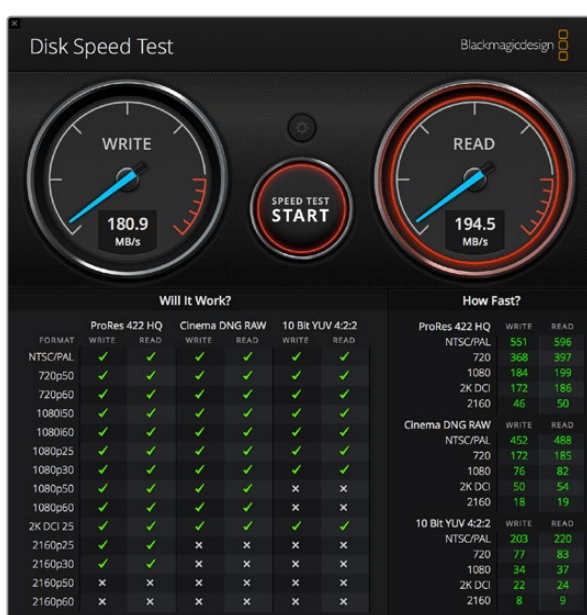 Disk Speed Test
Blackmagicdesign
WRITE
180.9
MB/s
SPEED TEST
START
READ
194.5
MB/s
Will It Work?
ProRes 422 HQ Cinema DNG RAW 10 Bit YUV 4:2:2
FORMAT WRITE READ WRITE READ WRITE READ
NTSC/PAL ✓ ✓ ✓ ✓ ✓ ✓
720p50 ✓ ✓ ✓ ✓ ✓ ✓
720p60 ✓ ✓ ✓ ✓ ✓ ✓
1080i50 ✓ ✓ ✓ ✓ ✓ ✓
1080i60 ✓ ✓ ✓ ✓ ✓ ✓
1080p25 ✓ ✓ ✓ ✓ ✓ ✓
1080p30 ✓ ✓ ✓ ✓ ✓ ✓
1080p50 ✓ ✓ ✓ ✓ × ×
1080p60 ✓ ✓ ✓ ✓ × ×
2K DCI 25 ✓ ✓ ✓ ✓ ✓ ✓
2160p25 ✓ ✓ × × × ×
2160p30 ✓ ✓ × × × ×
2160p50 × × × × × ×
2160p60 × × × × × ×
How Fast?
ProRes 422 HQ WRITE READ
NTSC/PAL 551 596
720 368 397
1080 184 199
2K DCI 172 186
2160 46 50
Cinema DNG RAW WRITE READ
NTSC/PAL 452 488
720 172 185
1080 76 82
2K DCI 50 54
2160 18 19
10 Bit YUV 4:2:2 WRITE READ
NTSC/PAL 203 220
720 77 83
1080 34 37
2K DCI 22 24
2160 8 9